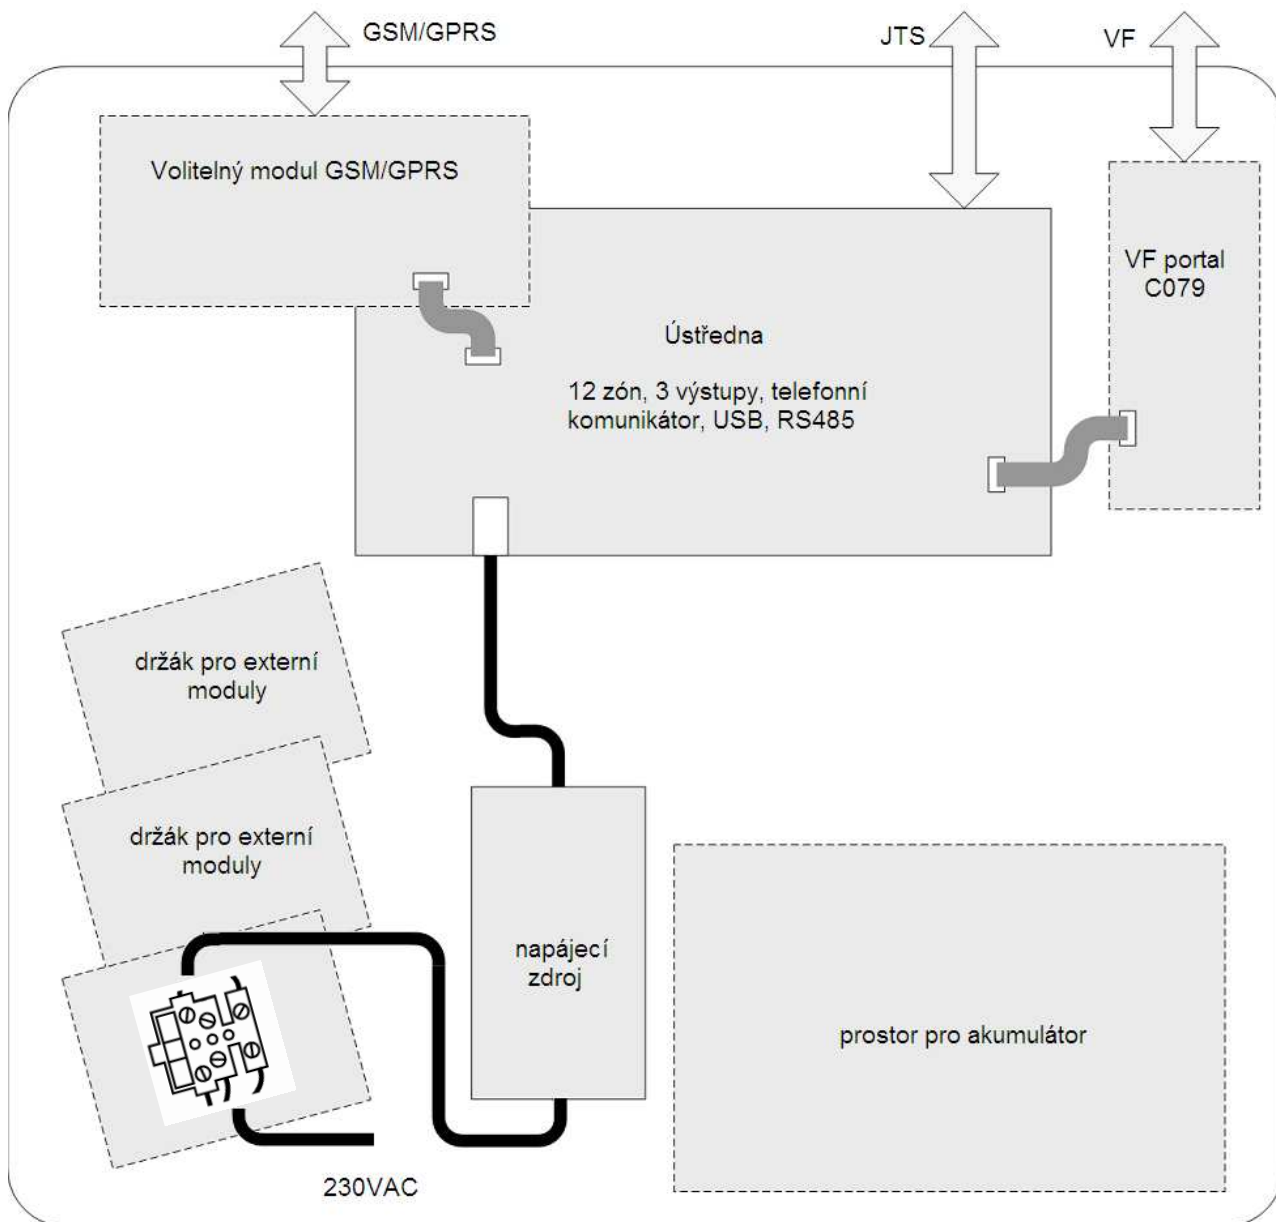 GSM/GPRS
JTS
VF
Volitelný modul GSM/GPRS
VF portal
C079
Ústředna
12 zón, 3 výstupy, telefonní
komunikátor, USB, RS485
držák pro externí
moduly
držák pro externí
moduly
napájecí
zdroj
prostor pro akumulátor
230VAC